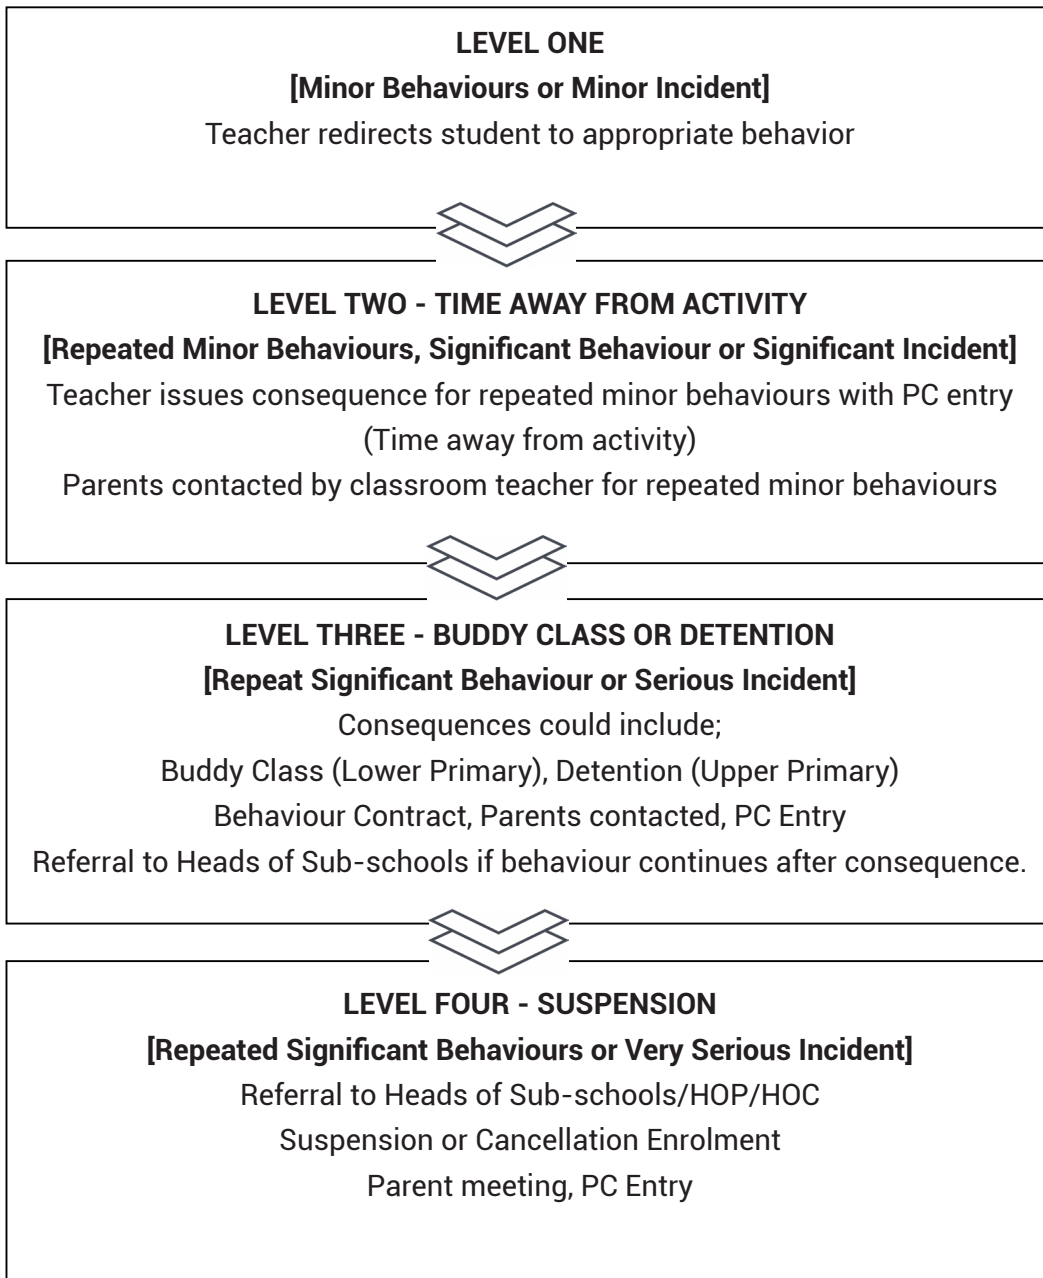 LEVEL ONE
[Minor Behaviours or Minor Incident]
Teacher redirects student to appropriate behavior
LEVEL TWO - TIME AWAY FROM ACTIVITY
[Repeated Minor Behaviours, Significant Behaviour or Significant Incident]
Teacher issues consequence for repeated minor behaviours with PC entry
(Time away from activity)
Parents contacted by classroom teacher for repeated minor behaviours
LEVEL THREE - BUDDY CLASS OR DETENTION
[Repeat Significant Behaviour or Serious Incident]
Consequences could include;
Buddy Class (Lower Primary), Detention (Upper Primary)
Behaviour Contract, Parents contacted, PC Entry
Referral to Heads of Sub-schools if behaviour continues after consequence.
LEVEL FOUR - SUSPENSION
[Repeated Significant Behaviours or Very Serious Incident]
Referral to Heads of Sub-schools/HOP/HOC
Suspension or Cancellation Enrolment
Parent meeting, PC Entry